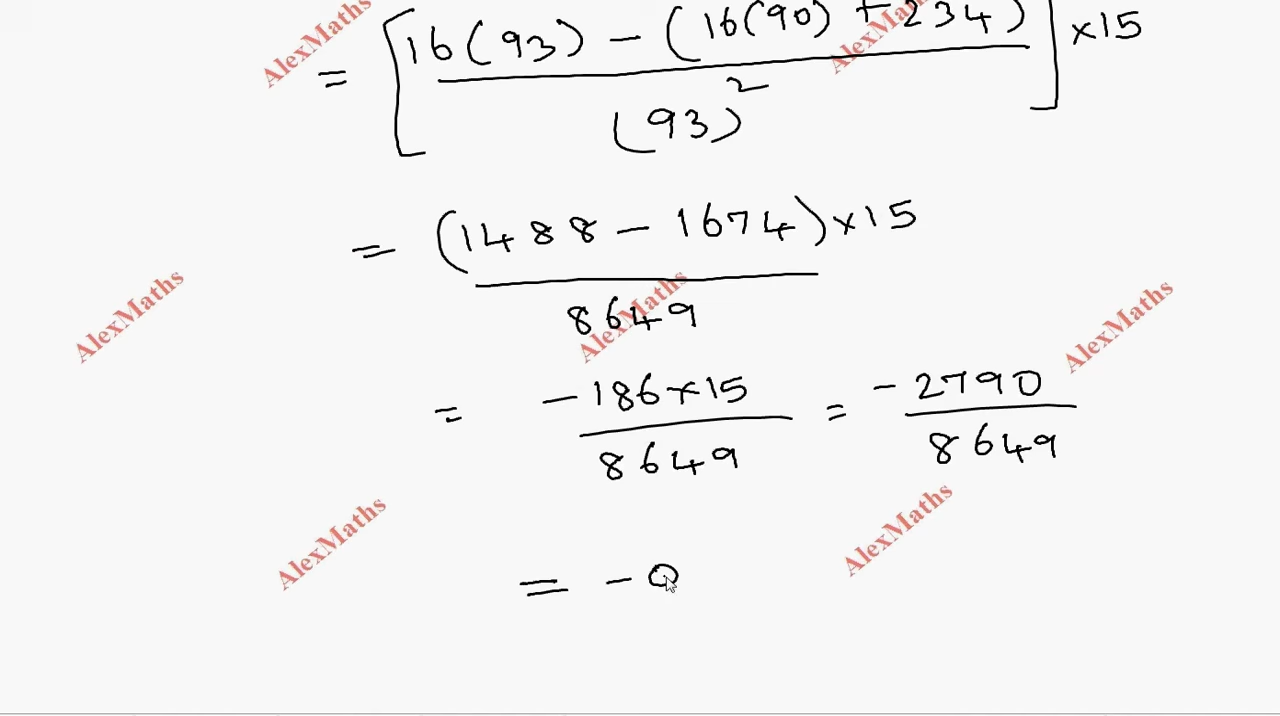 AlexMaths AlexMaths
= [16(93) - (16(90) + 234) / (93)²] ×15
= (1488 - 1674) ×15 / 8649
AlexMaths AlexMaths AlexMaths
= -186×15 / 8649 = -2790 / 8649
AlexMaths AlexMaths
= -0